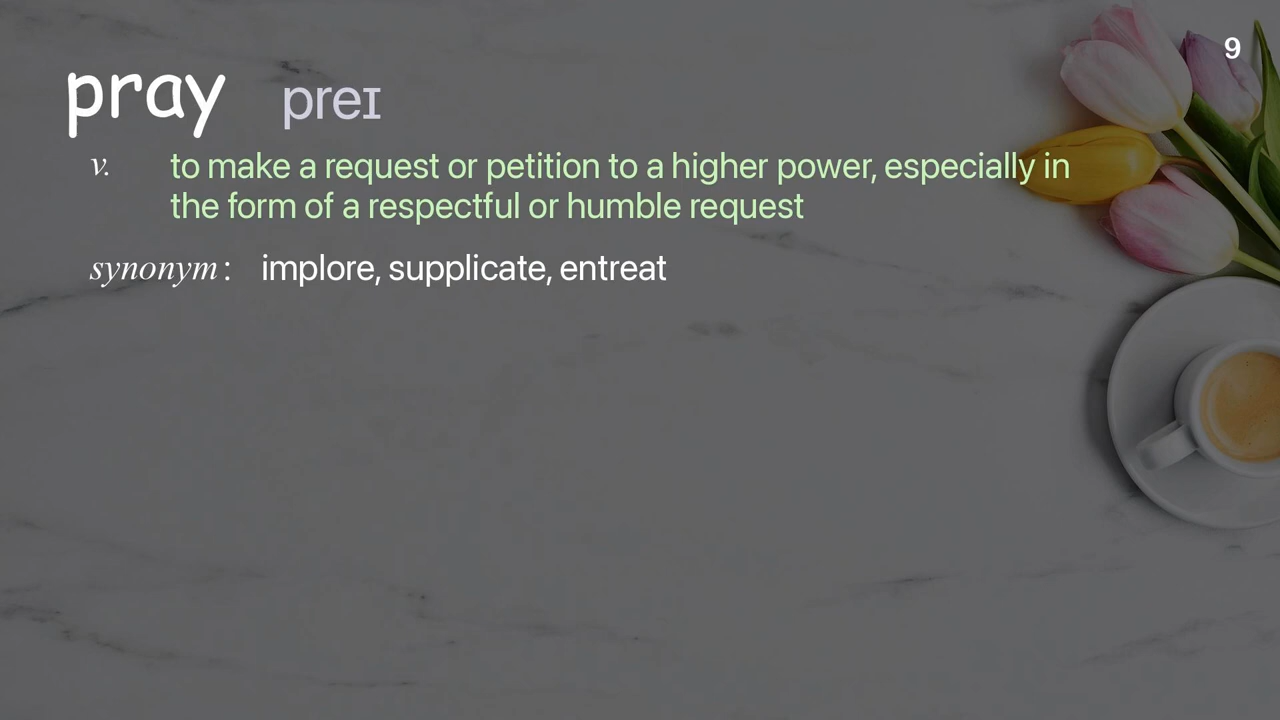 9
pray preɪ
v. to make a request or petition to a higher power, especially in
the form of a respectful or humble request
synonym: implore, supplicate, entreat